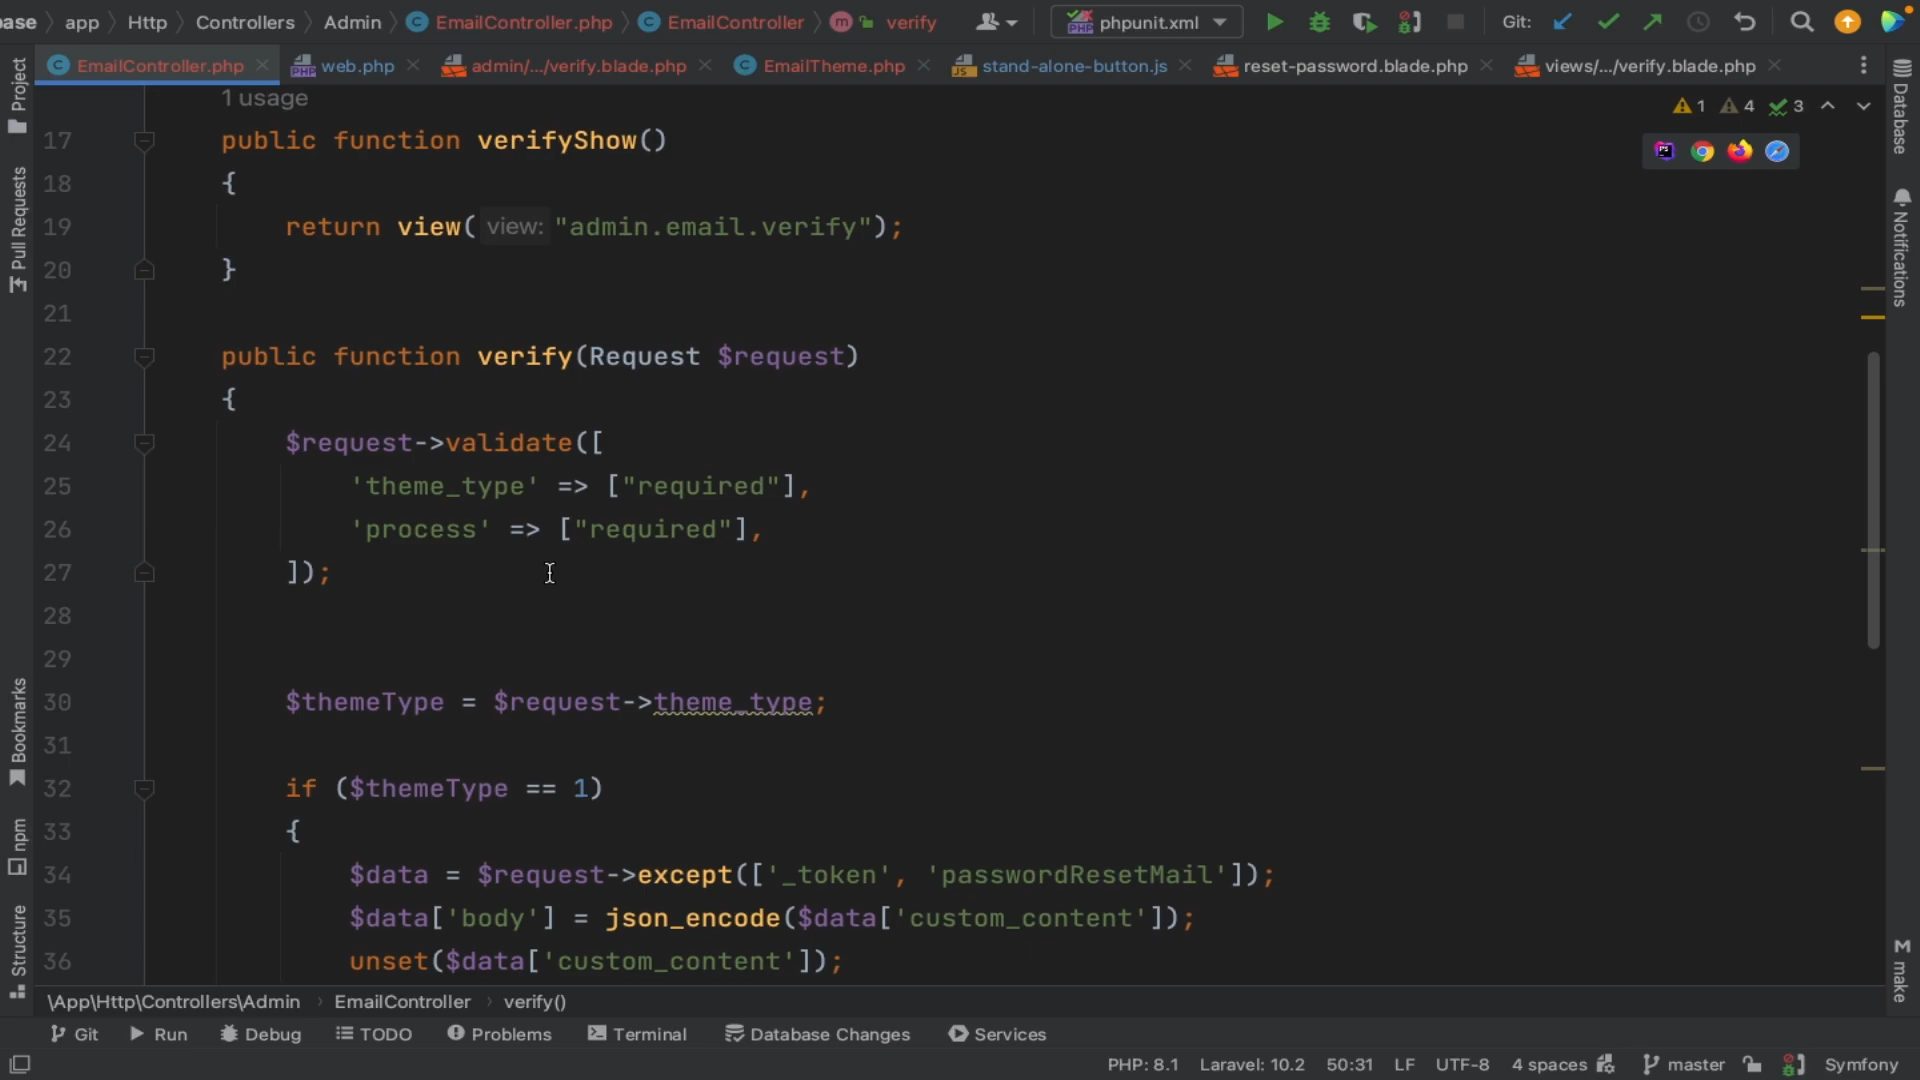 ase app Http Controllers Admin EmailController.php EmailController m verify phpunit.xml Git:
EmailController.php web.php admin/.../verify.blade.php EmailTheme.php stand-alone-button.js reset-password.blade.php views/.../verify.blade.php
Project
Pull Requests
Bookmarks
npm
Structure
Database
Notifications
make
1 usage
1 4 3
17 public function verifyShow()
18 {
19 return view( view: "admin.email.verify");
20 }
21
22 public function verify(Request $request)
23 {
24 $request->validate([
25 'theme_type' => ["required"],
26 'process' => ["required"],
27 ]);
28
29
30 $themeType = $request->theme_type;
31
32 if ($themeType == 1)
33 {
34 $data = $request->except(['_token', 'passwordResetMail']);
35 $data['body'] = json_encode($data['custom_content']);
36 unset($data['custom_content']);
\App\Http\Controllers\Admin EmailController verify()
Git Run Debug TODO Problems Terminal Database Changes Services
PHP: 8.1 Laravel: 10.2 50:31 LF UTF-8 4 spaces master Symfony